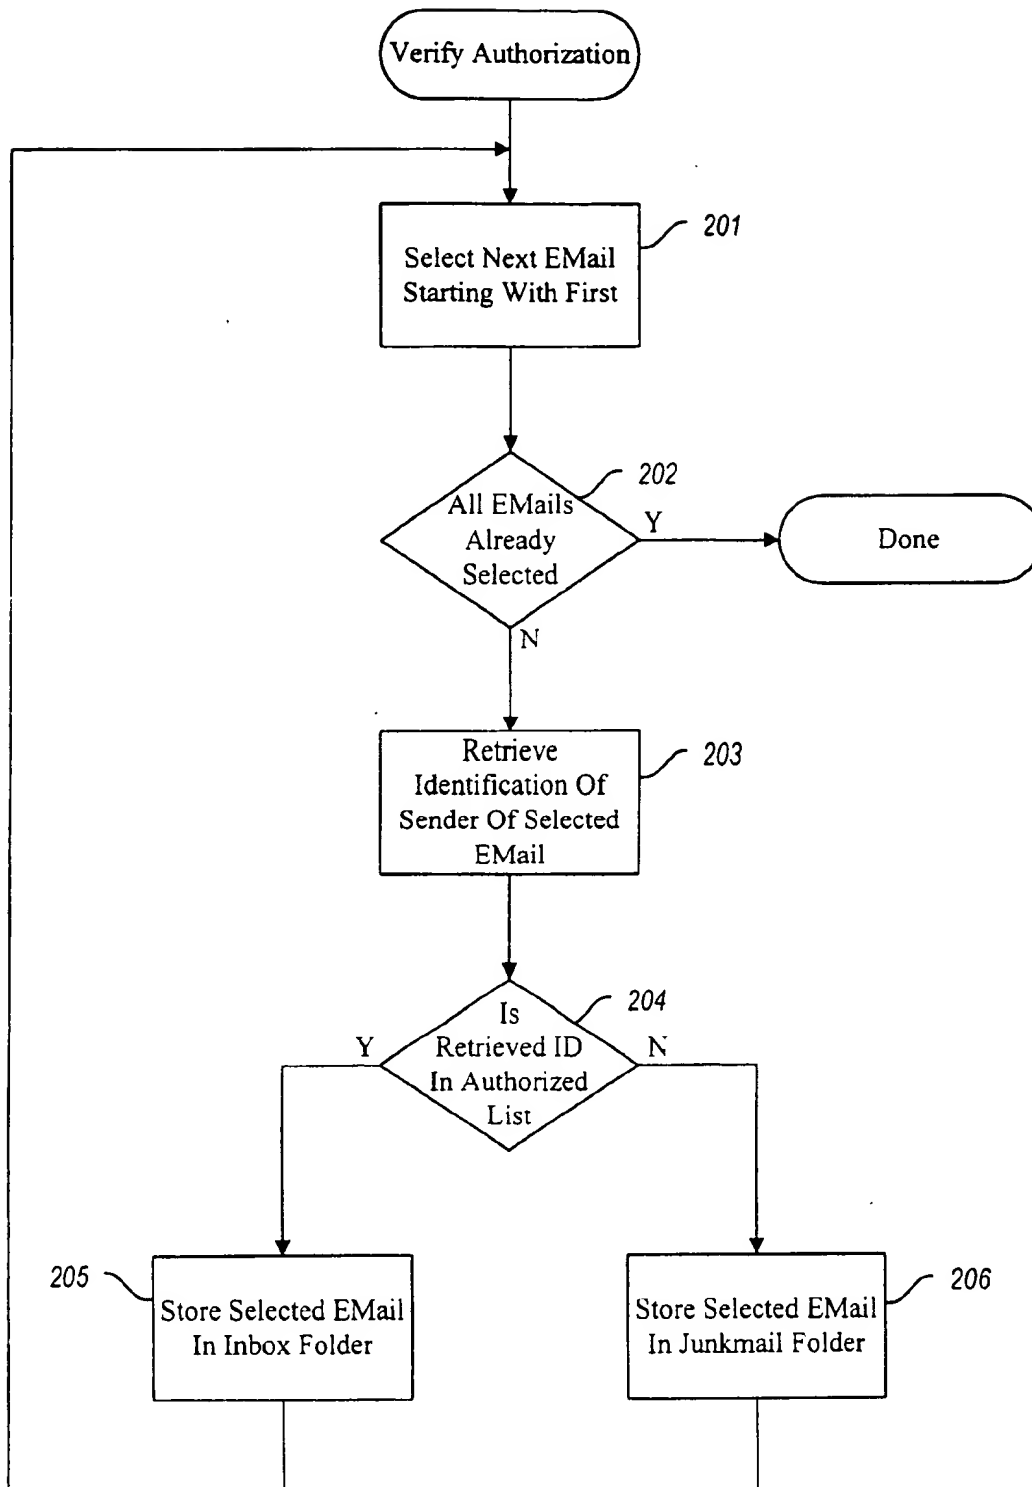 Verify Authorization
201
Select Next EMail
Starting With First
202
All EMails
Already
Selected
Y
Done
N
203
Retrieve
Identification Of
Sender Of Selected
EMail
204
Is
Retrieved ID
In Authorized
List
Y
N
205
Store Selected EMail
In Inbox Folder
206
Store Selected EMail
In Junkmail Folder